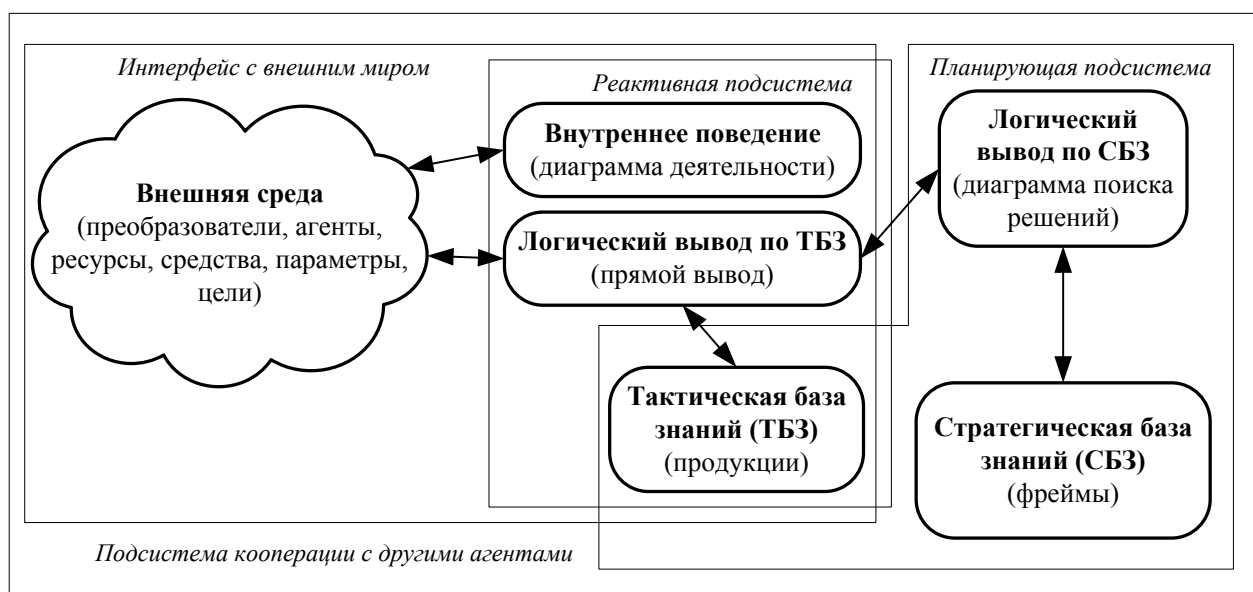 Интерфейс с внешним миром
Реактивная подсистема
Планирующая подсистема
Внешняя среда
(преобразователи, агенты,
ресурсы, средства, параметры,
цели)
Внутреннее поведение
(диаграмма деятельности)
Логический вывод по ТБЗ
(прямой вывод)
Тактическая база
знаний (ТБЗ)
(продукции)
Логический
вывод по СБЗ
(диаграмма поиска
решений)
Стратегическая база
знаний (СБЗ)
(фреймы)
Подсистема кооперации с другими агентами